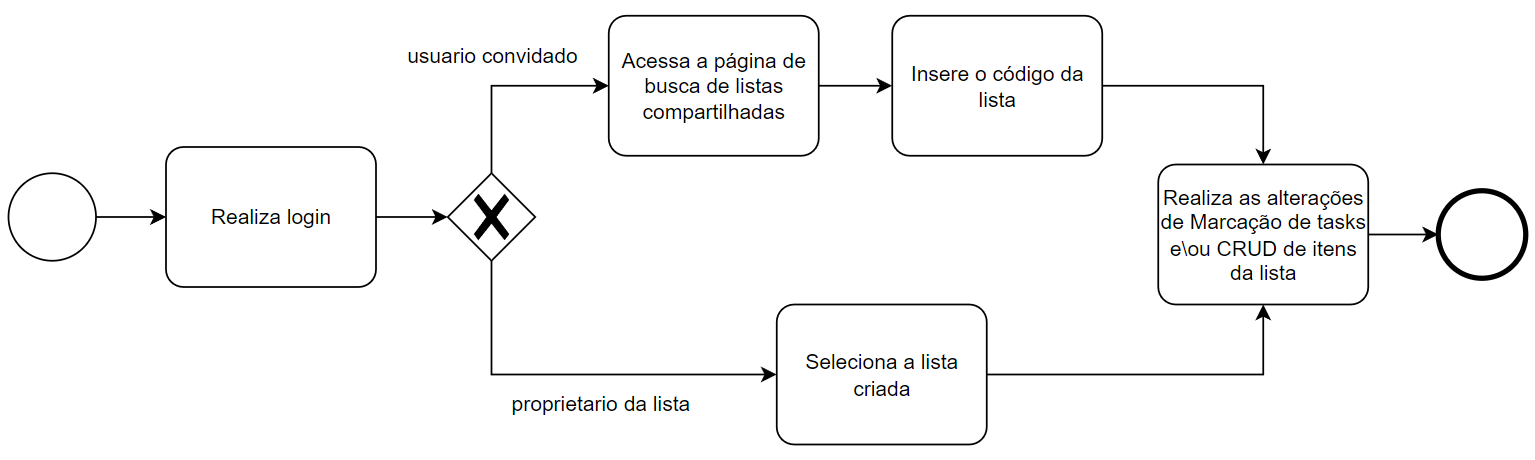 usuario convidado
Acessa a página de
busca de listas
compartilhadas
Insere o código da
lista
Realiza login
Realiza as alterações
de Marcação de tasks
e\ou CRUD de itens
da lista
Seleciona a lista
criada
proprietario da lista